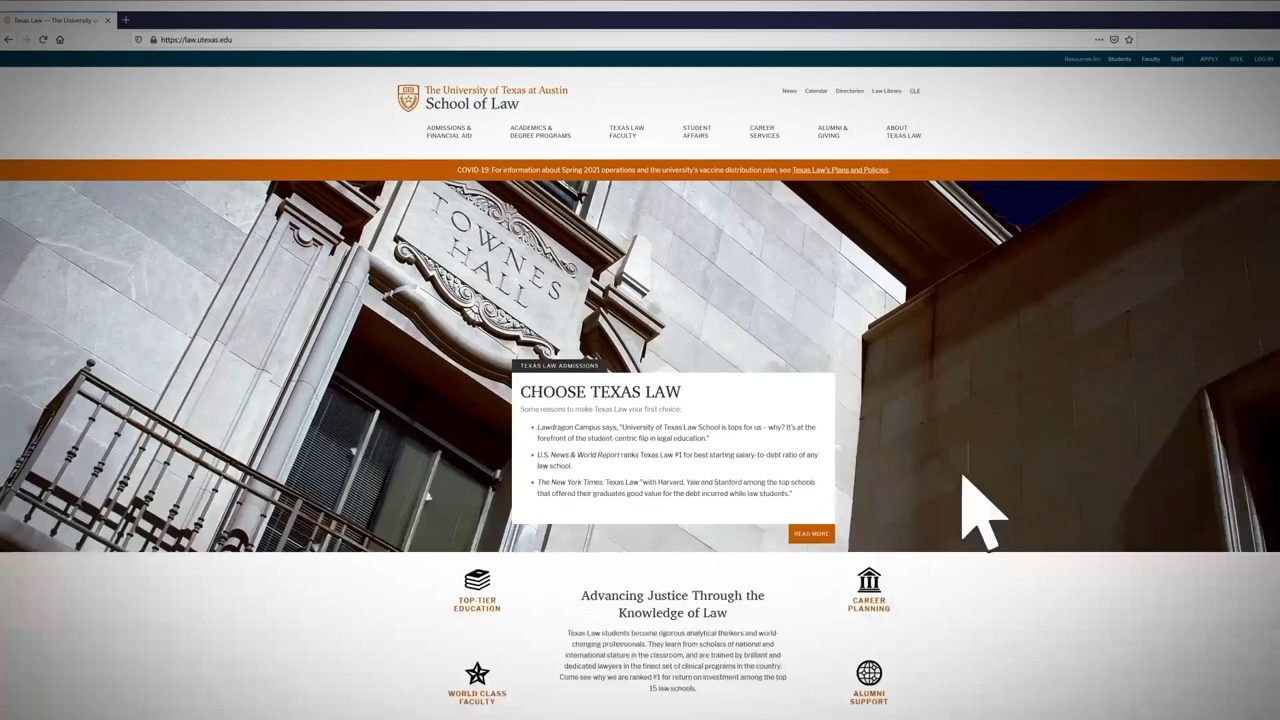 Texas Law — The University of
https://law.utexas.edu
Resources for: Students Faculty Staff APPLY GIVE LOG IN
The University of Texas at Austin
School of Law
News Calendar Directories Law Library CLE
ADMISSIONS & FINANCIAL AID
ACADEMICS & DEGREE PROGRAMS
TEXAS LAW FACULTY
STUDENT AFFAIRS
CAREER SERVICES
ALUMNI & GIVING
ABOUT TEXAS LAW
COVID-19: For information about Spring 2021 operations and the university's vaccine distribution plan, see Texas Law's Plans and Policies.
TOWNES
HALL
TEXAS LAW ADMISSIONS
CHOOSE TEXAS LAW
Some reasons to make Texas Law your first choice:
• Lawdragon Campus says, "University of Texas Law School is tops for us – why? It's at the
forefront of the student-centric flip in legal education."
• U.S. News & World Report ranks Texas Law #1 for best starting salary-to-debt ratio of any
law school.
• The New York Times: Texas Law "with Harvard, Yale and Stanford among the top schools
that offered their graduates good value for the debt incurred while law students."
READ MORE
TOP-TIER
EDUCATION
WORLD CLASS
FACULTY
Advancing Justice Through the
Knowledge of Law
Texas Law students become rigorous analytical thinkers and world-
changing professionals. They learn from scholars of national and
international stature in the classroom, and are trained by brilliant and
dedicated lawyers in the finest set of clinical programs in the country.
Come see why we are ranked #1 for return on investment among the top
15 law schools.
CAREER
PLANNING
ALUMNI
SUPPORT